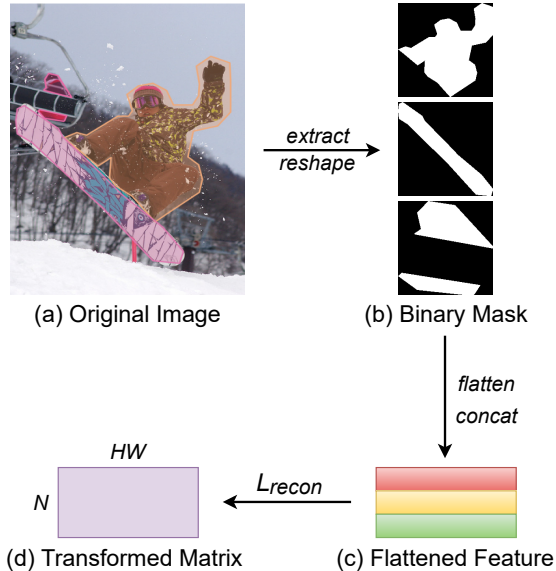 extract
reshape
(a) Original Image
(b) Binary Mask
flatten
concat
HW
N
Lrecon
(d) Transformed Matrix
(c) Flattened Feature